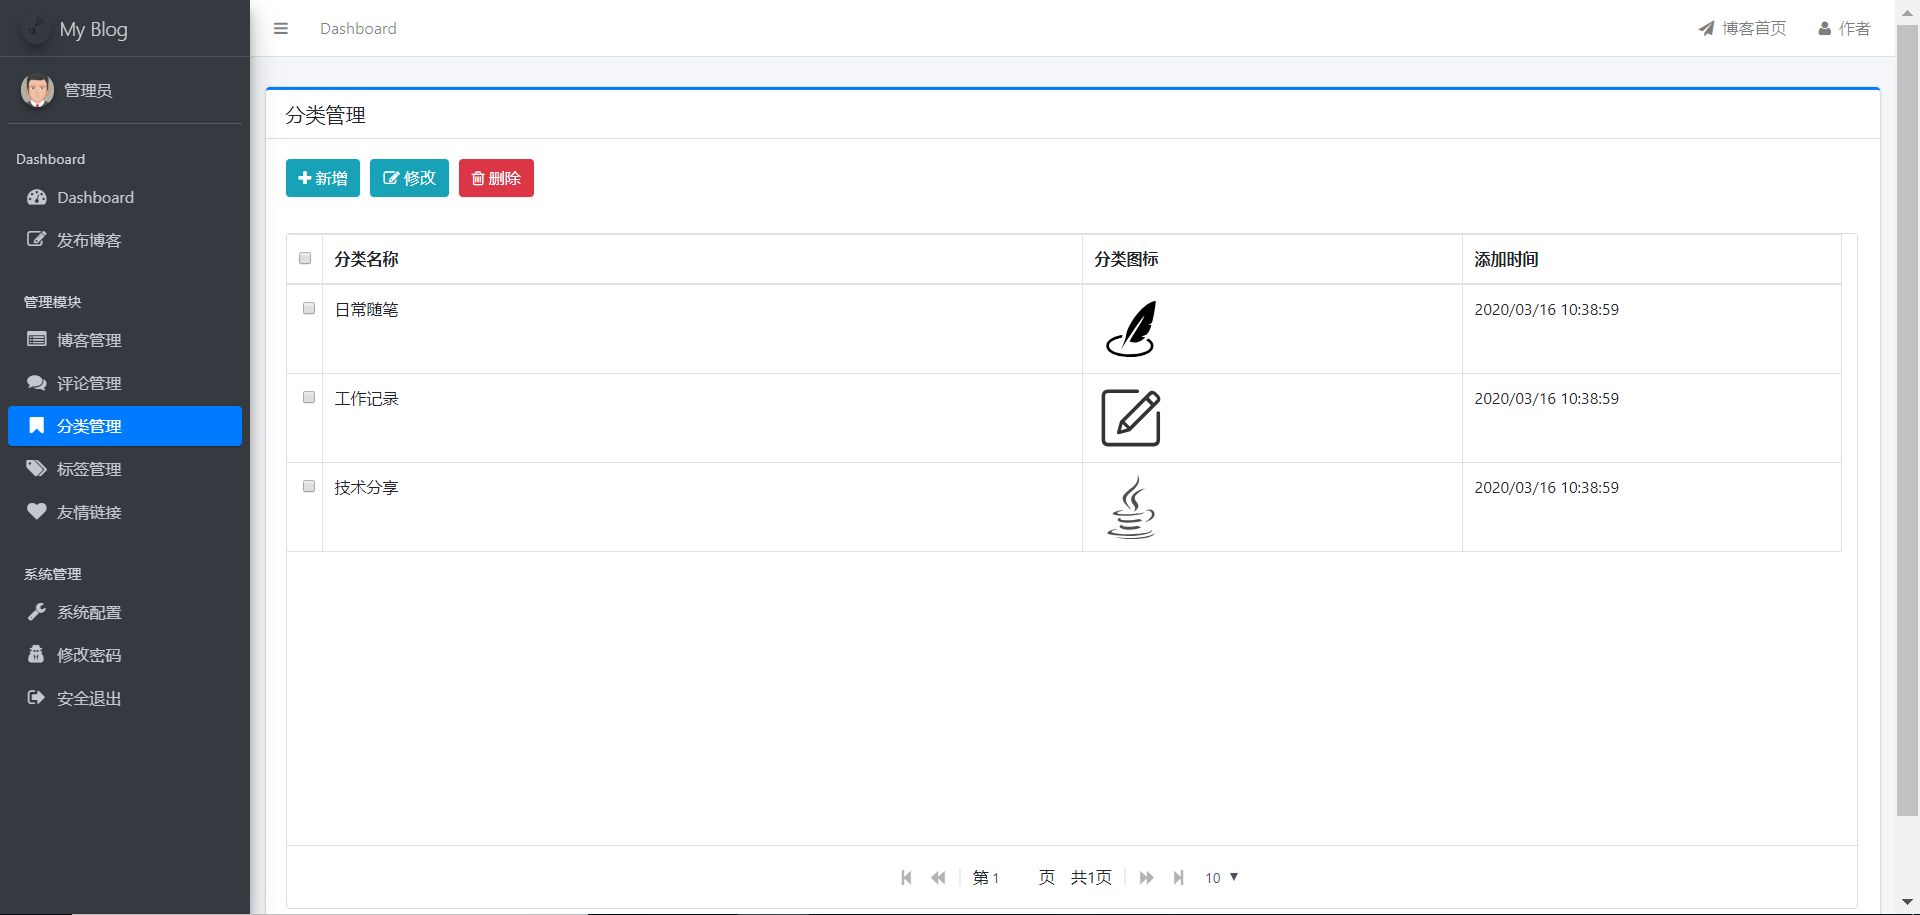 My Blog
Dashboard
博客首页
作者
管理员
Dashboard
Dashboard
发布博客
管理模块
博客管理
评论管理
分类管理
标签管理
友情链接
系统管理
系统配置
修改密码
安全退出
分类管理
新增 修改 删除
分类名称 分类图标 添加时间
日常随笔 2020/03/16 10:38:59
工作记录 2020/03/16 10:38:59
技术分享 2020/03/16 10:38:59
第 1 页 共1页 10